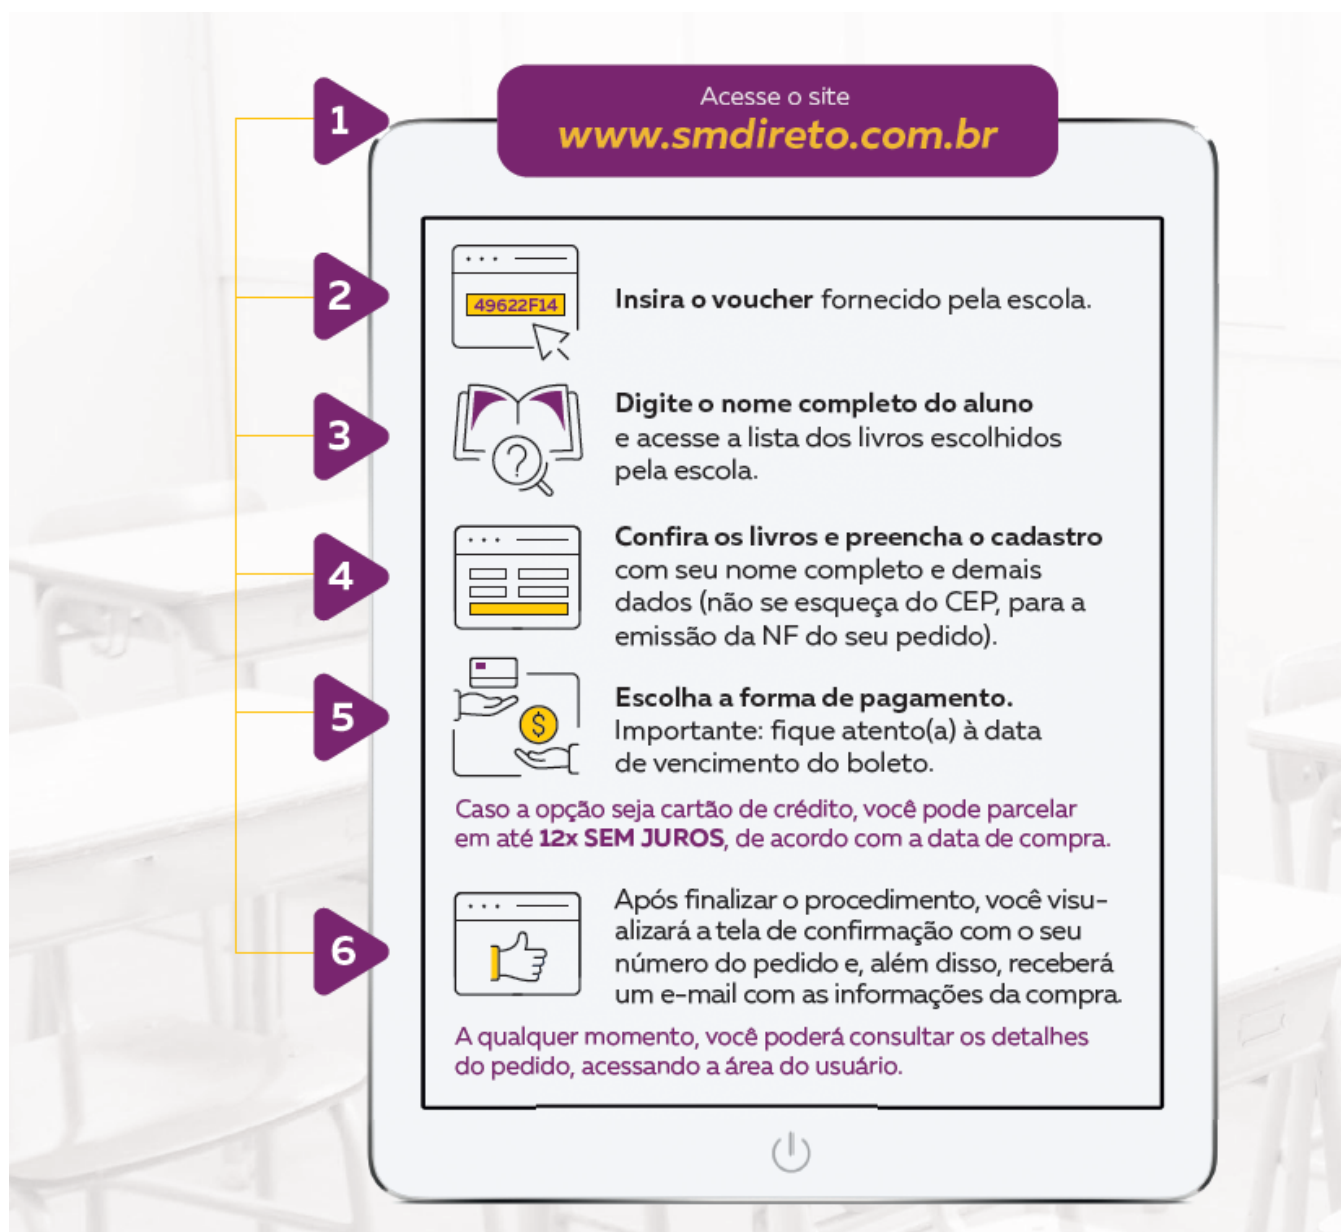 1
Acesse o site
www.smdireto.com.br
2
49622F14
Insira o voucher fornecido pela escola.
3
Digite o nome completo do aluno
e acesse a lista dos livros escolhidos
pela escola.
?
4
Confira os livros e preencha o cadastro
com seu nome completo e demais
dados (não se esqueça do CEP, para a
emissão da NF do seu pedido).
5
Escolha a forma de pagamento.
Importante: fique atento(a) à data
de vencimento do boleto.
$
Caso a opção seja cartão de crédito, você pode parcelar
em até 12x SEM JUROS, de acordo com a data de compra.
6
Após finalizar o procedimento, você visu-
alizará a tela de confirmação com o seu
número do pedido e, além disso, receberá
um e-mail com as informações da compra.
A qualquer momento, você poderá consultar os detalhes
do pedido, acessando a área do usuário.